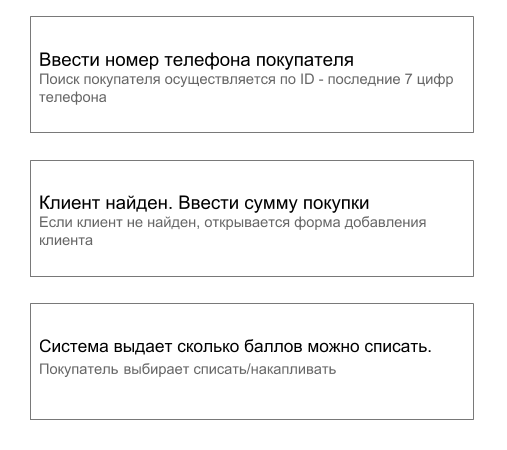 Ввести номер телефона покупателя
Поиск покупателя осуществляется по ID - последние 7 цифр
телефона
Клиент найден. Ввести сумму покупки
Если клиент не найден, открывается форма добавления
клиента
Система выдает сколько баллов можно списать.
Покупатель выбирает списать/накапливать